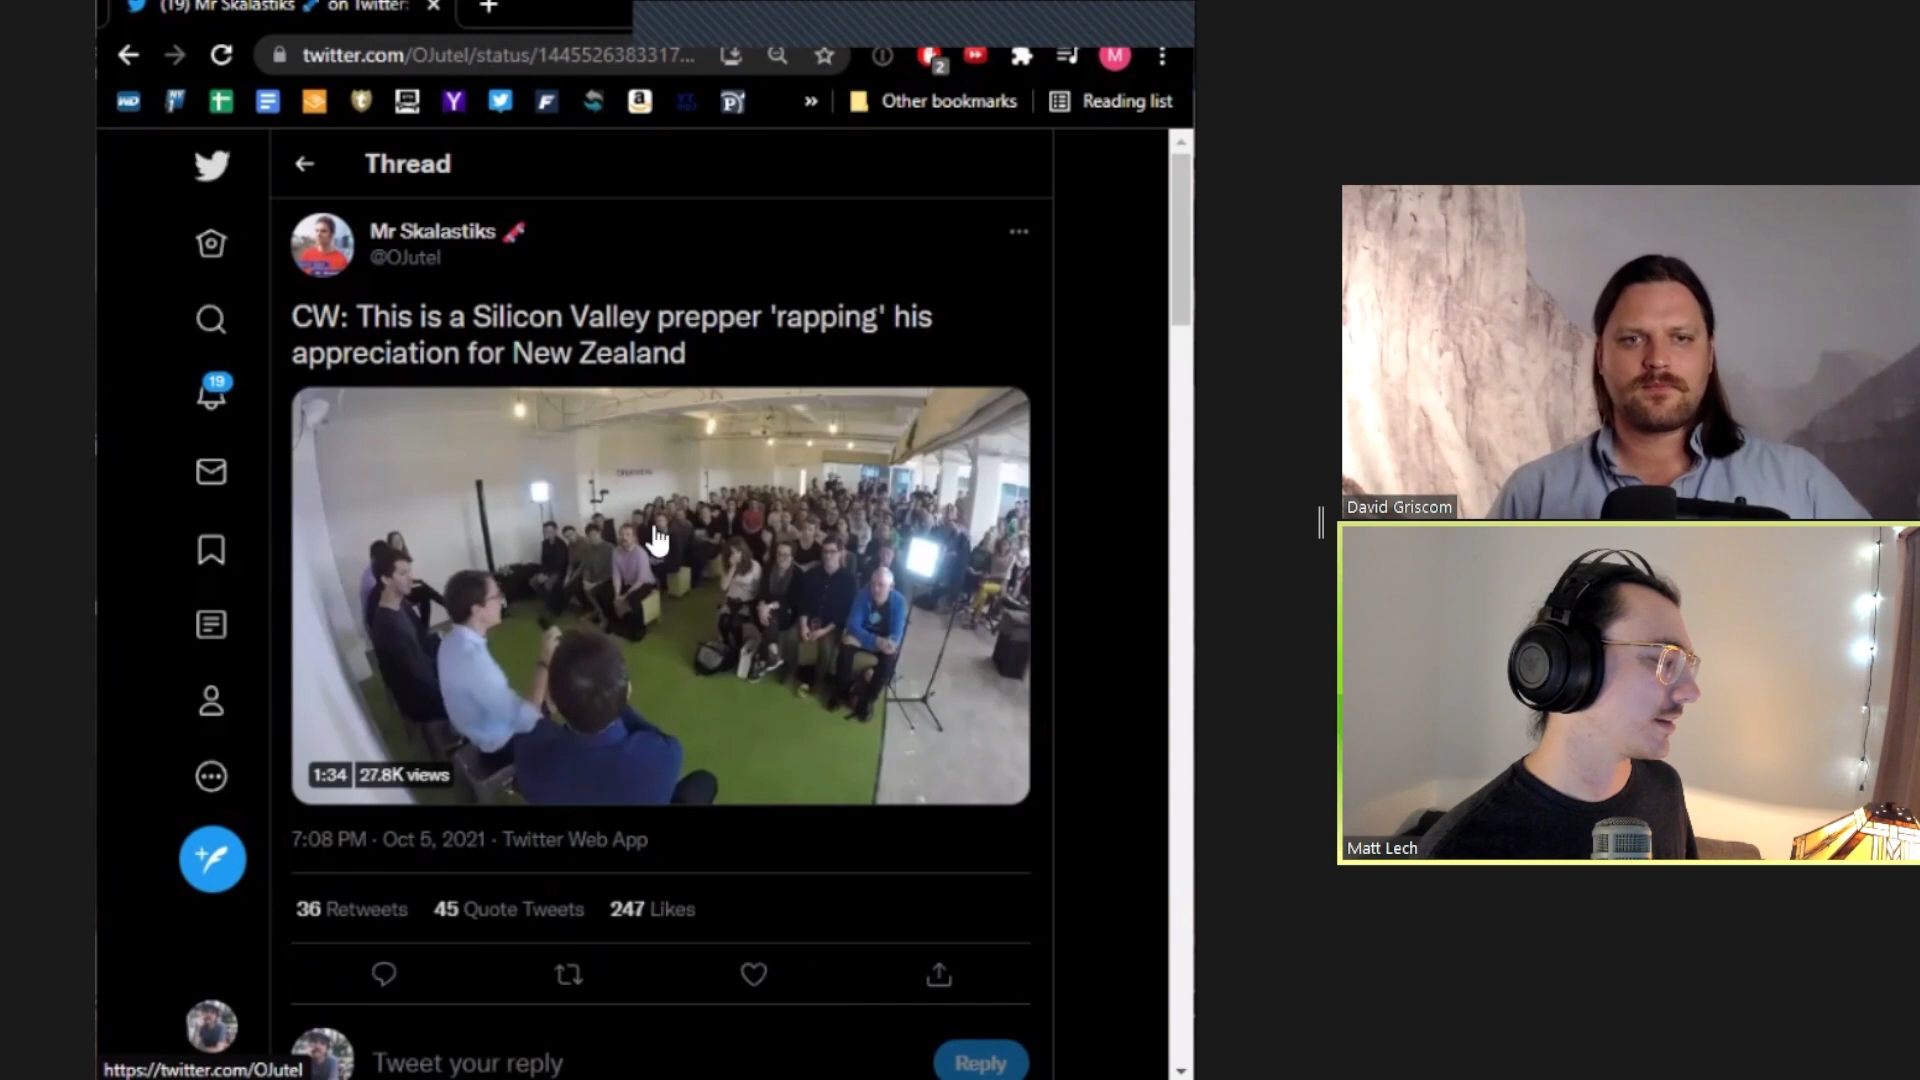 (19) Mr Skalastiks on Twitter:
twitter.com/OJutel/status/1445526383317...
2
M
Other bookmarks
Reading list
Thread
Mr Skalastiks
@OJutel
CW: This is a Silicon Valley prepper 'rapping' his
appreciation for New Zealand
19
1:34 27.8K views
7:08 PM · Oct 5, 2021 · Twitter Web App
36 Retweets 45 Quote Tweets 247 Likes
Tweet your reply
Reply
https://twitter.com/OJutel
David Griscom
Matt Lech